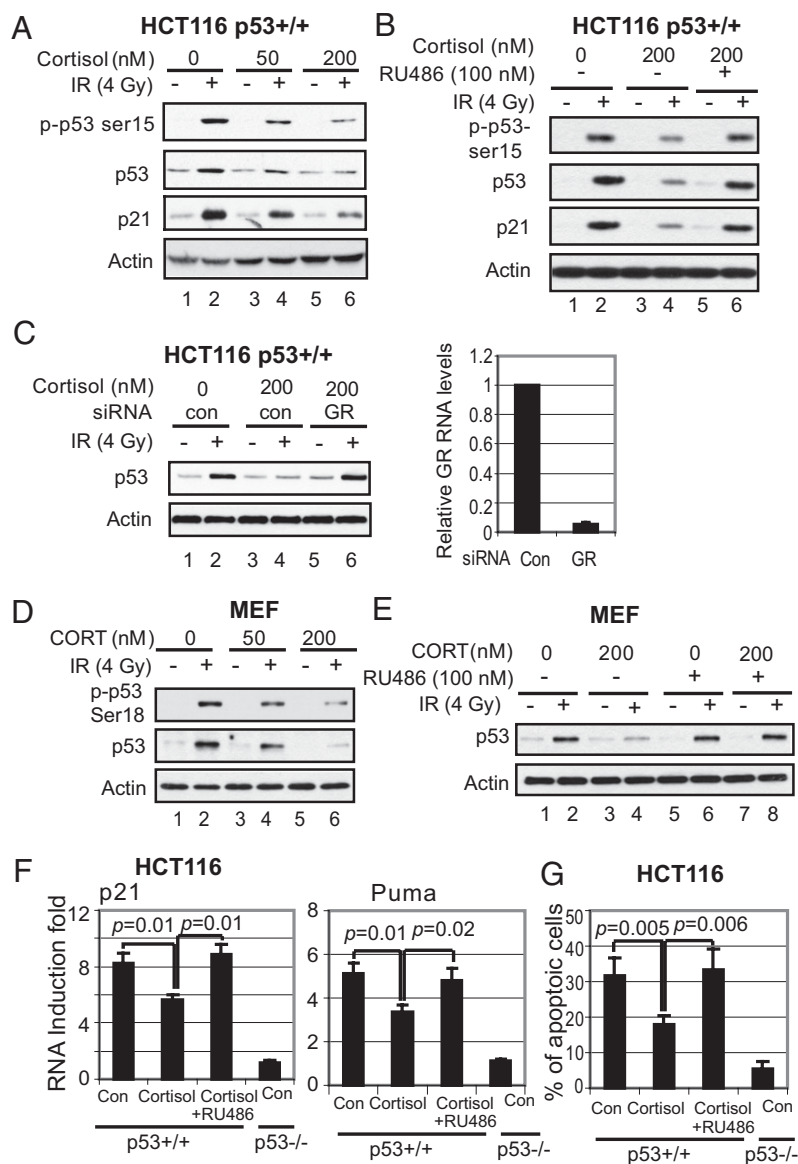 A
HCT116 p53+/+
Cortisol (nM) 0 50 200
IR (4 Gy) - + - + - +
p-p53 ser15
p53
p21
Actin
1 2 3 4 5 6
B
HCT116 p53+/+
Cortisol (nM) 0 200 200
RU486 (100 nM) - - +
IR (4 Gy) - + - + - +
p-p53-
ser15
p53
p21
Actin
1 2 3 4 5 6
C
HCT116 p53+/+
Cortisol (nM) 0 200 200
siRNA con con GR
IR (4 Gy) - + - + - +
p53
Actin
1 2 3 4 5 6
Relative GR RNA levels
1.2
1
0.8
0.6
0.4
0.2
0
siRNA Con GR
D
MEF
CORT (nM) 0 50 200
IR (4 Gy) - + - + - +
p-p53
Ser18
p53
Actin
1 2 3 4 5 6
E
MEF
CORT(nM) 0 200 0 200
RU486 (100 nM) - - + +
IR (4 Gy) - + - + - + - +
p53
Actin
1 2 3 4 5 6 7 8
F
HCT116
p21
RNA Induction fold
12
8
4
0
p=0.01 p=0.01
Con Cortisol Cortisol Con
+RU486
p53+/+ p53-/-
Puma
8
6
4
2
0
p=0.01 p=0.02
Con Cortisol Cortisol Con
+RU486
p53+/+ p53-/-
G
HCT116
% of apoptoic cells
50
40
30
20
10
0
p=0.005 p=0.006
Con Cortisol Cortisol Con
+RU486
p53+/+ p53-/-